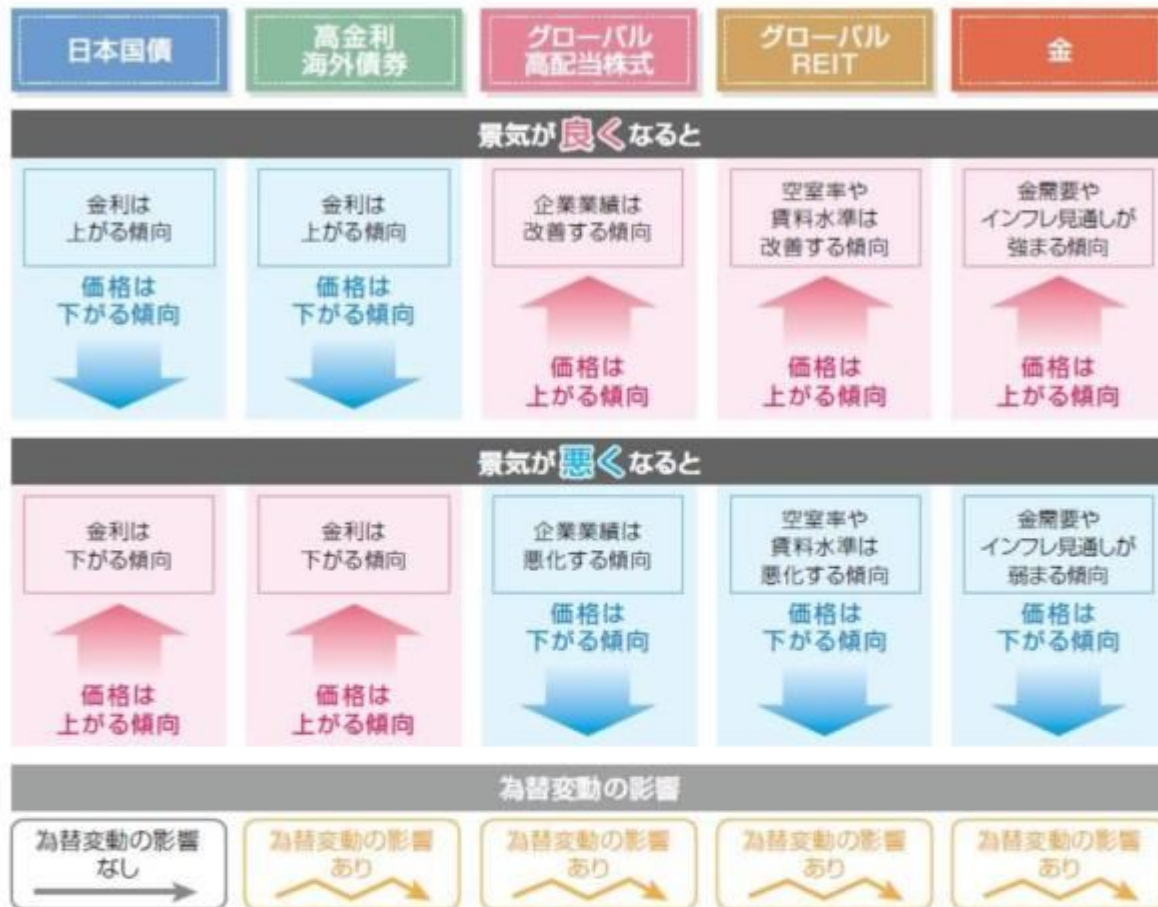 日本国債
高金利
海外債券
グローバル
高配当株式
グローバル
REIT
金
景気が良くなると
金利は
上がる傾向
価格は
下がる傾向
金利は
上がる傾向
価格は
下がる傾向
企業業績は
改善する傾向
価格は
上がる傾向
空室率や
賃料水準は
改善する傾向
価格は
上がる傾向
金需要や
インフレ見通しが
強まる傾向
価格は
上がる傾向
景気が悪くなると
金利は
下がる傾向
価格は
上がる傾向
金利は
下がる傾向
価格は
上がる傾向
企業業績は
悪化する傾向
価格は
下がる傾向
空室率や
賃料水準は
悪化する傾向
価格は
下がる傾向
金需要や
インフレ見通しが
弱まる傾向
価格は
下がる傾向
為替変動の影響
為替変動の影響
なし
為替変動の影響
あり
為替変動の影響
あり
為替変動の影響
あり
為替変動の影響
あり